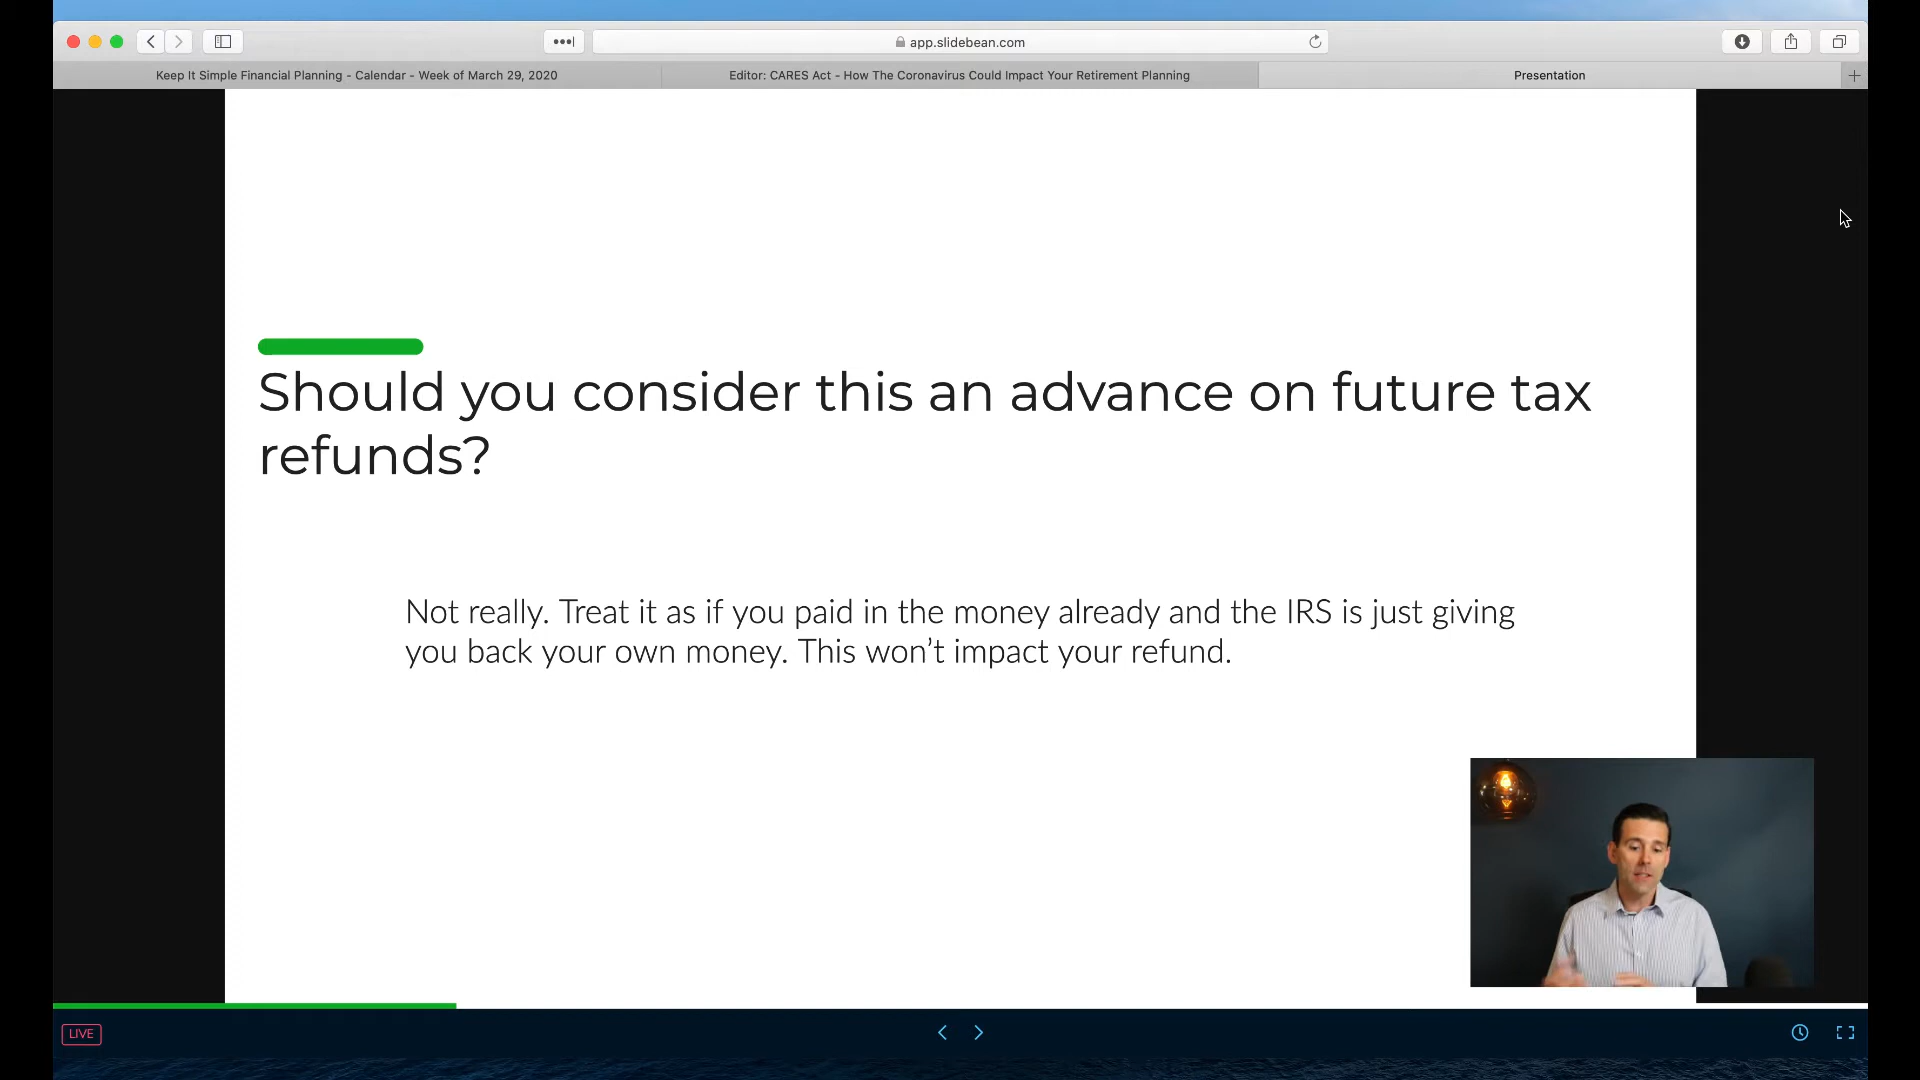 app.slidebean.com
Keep It Simple Financial Planning - Calendar - Week of March 29, 2020
Editor: CARES Act - How The Coronavirus Could Impact Your Retirement Planning
Presentation
Should you consider this an advance on future tax
refunds?
Not really. Treat it as if you paid in the money already and the IRS is just giving
you back your own money. This won’t impact your refund.
LIVE